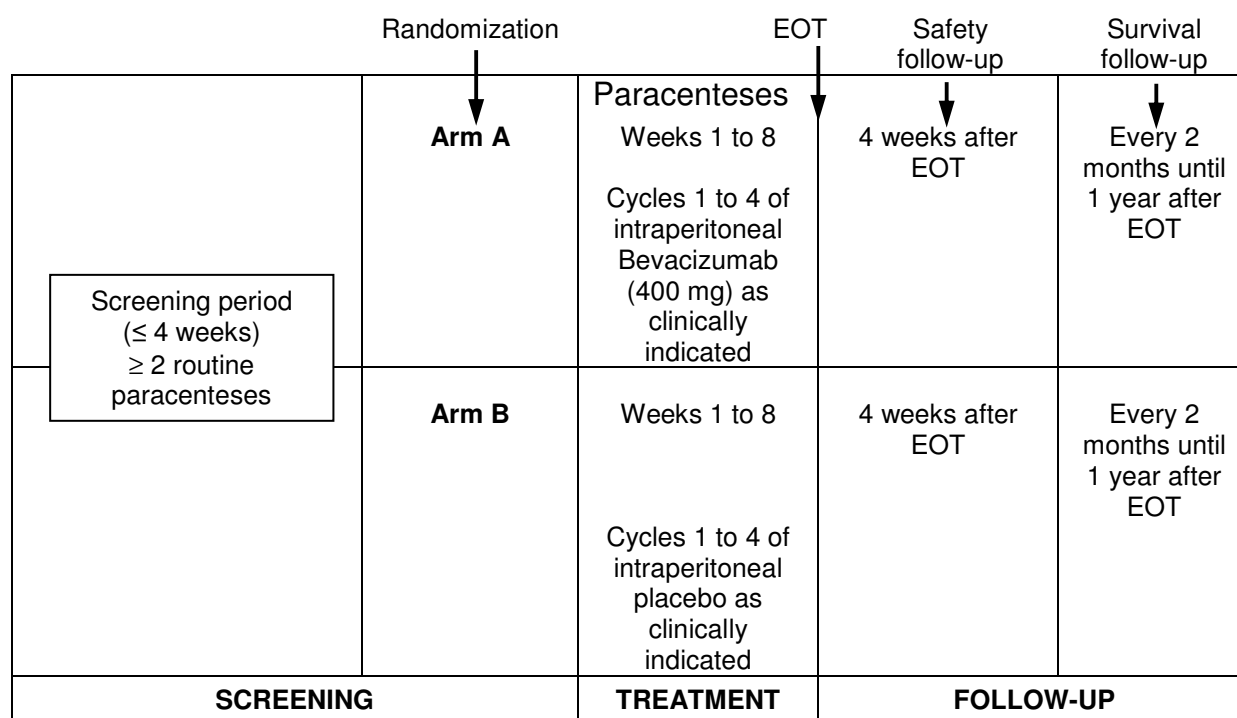 Randomization
EOT
Safety
follow-up
Survival
follow-up
Paracenteses
Screening period
(≤ 4 weeks)
≥ 2 routine
paracenteses
Arm A
Weeks 1 to 8
Cycles 1 to 4 of
intraperitoneal
Bevacizumab
(400 mg) as
clinically
indicated
4 weeks after
EOT
Every 2
months until
1 year after
EOT
Arm B
Weeks 1 to 8
Cycles 1 to 4 of
intraperitoneal
placebo as
clinically
indicated
4 weeks after
EOT
Every 2
months until
1 year after
EOT
SCREENING
TREATMENT
FOLLOW-UP